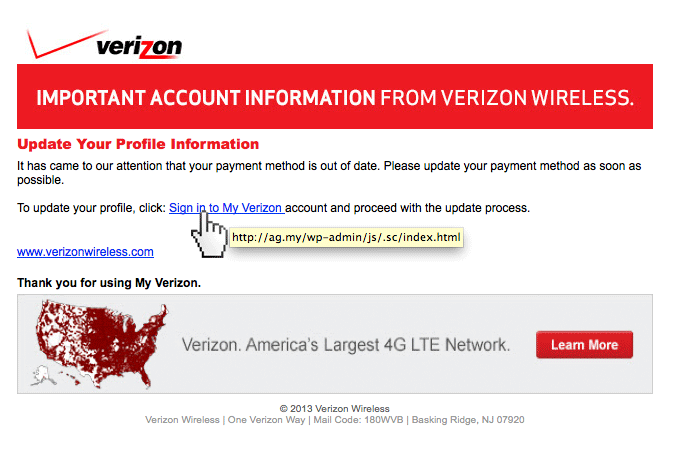 verizon
IMPORTANT ACCOUNT INFORMATION FROM VERIZON WIRELESS.
Update Your Profile Information
It has came to our attention that your payment method is out of date. Please update your payment method as soon as
possible.
To update your profile, click: Sign in to My Verizon account and proceed with the update process.
http://ag.my/wp-admin/js/.sc/index.html
www.verizonwireless.com
Thank you for using My Verizon.
Verizon. America's Largest 4G LTE Network. Learn More
© 2013 Verizon Wireless
Verizon Wireless | One Verizon Way | Mail Code: 180WVB | Basking Ridge, NJ 07920